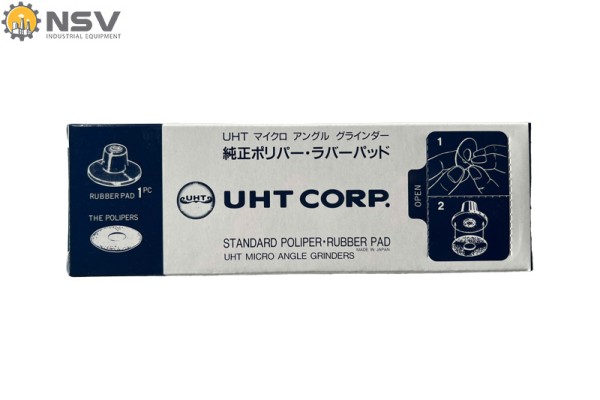 NSV
INDUSTRIAL EQUIPMENT
UHT マイクロ アングル グラインダー
純正ポリパー・ラバーパッド
RUBBER PAD 1PC
THE POLIPERS
UHT
UHT CORP.
STANDARD POLIPER・RUBBER PAD
MADE IN JAPAN
UHT MICRO ANGLE GRINDERS
OPEN
1
2